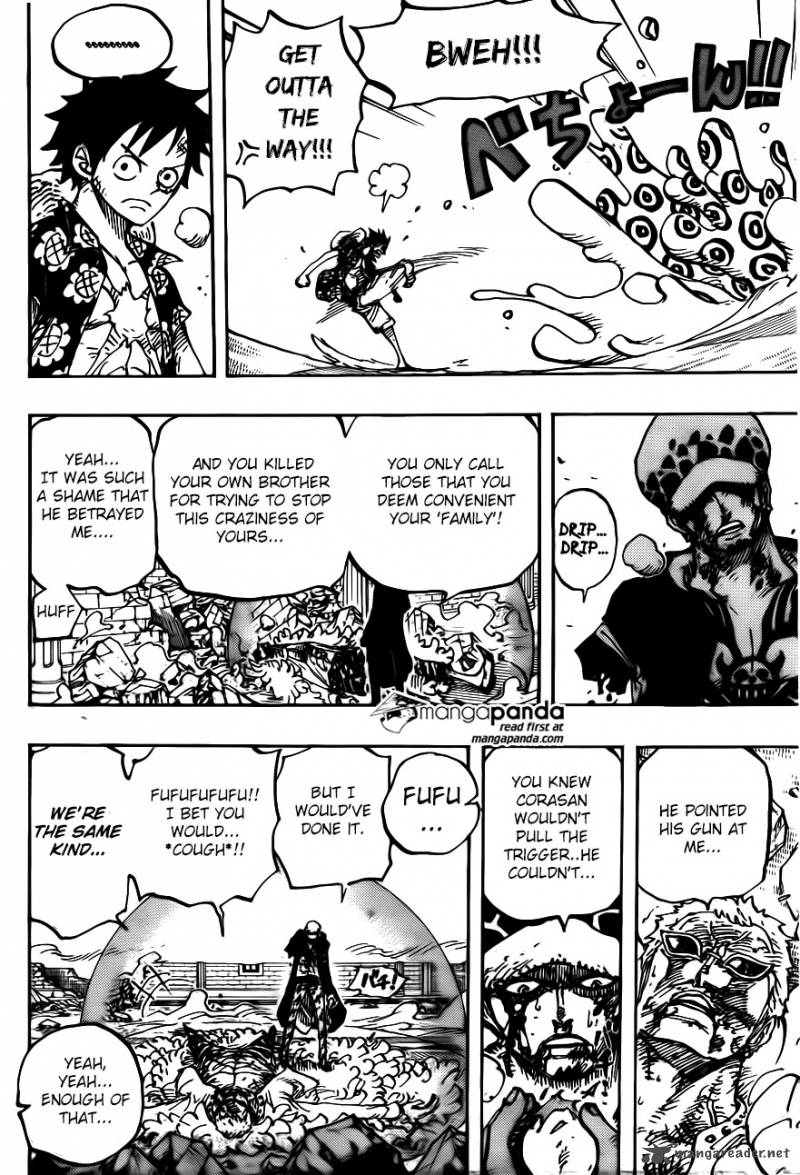 BWEH!!!
べちょーん!!
GET
OUTTA
THE
WAY!!!
..........
DRIP...
DRIP...
YOU ONLY CALL
THOSE THAT YOU
DEEM CONVENIENT
YOUR 'FAMILY'!
AND YOU KILLED
YOUR OWN BROTHER
FOR TRYING TO STOP
THIS CRAZINESS OF
YOURS...
YEAH...
IT WAS SUCH
A SHAME THAT
HE BETRAYED
ME....
HUFF
mangapanda
read first at
mangapanda.com
HE POINTED
HIS GUN AT
ME...
YOU KNEW
CORASAN
WOULDN'T
PULL THE
TRIGGER..HE
COULDN'T...
FUFU
...
BUT I
WOULD'VE
DONE IT.
FUFUFUFUFU!!
I BET YOU
WOULD...
*COUGH*!!
WE'RE
THE SAME
KIND...
バチ!
YEAH,
YEAH...
ENOUGH OF
THAT...
mangareader.net